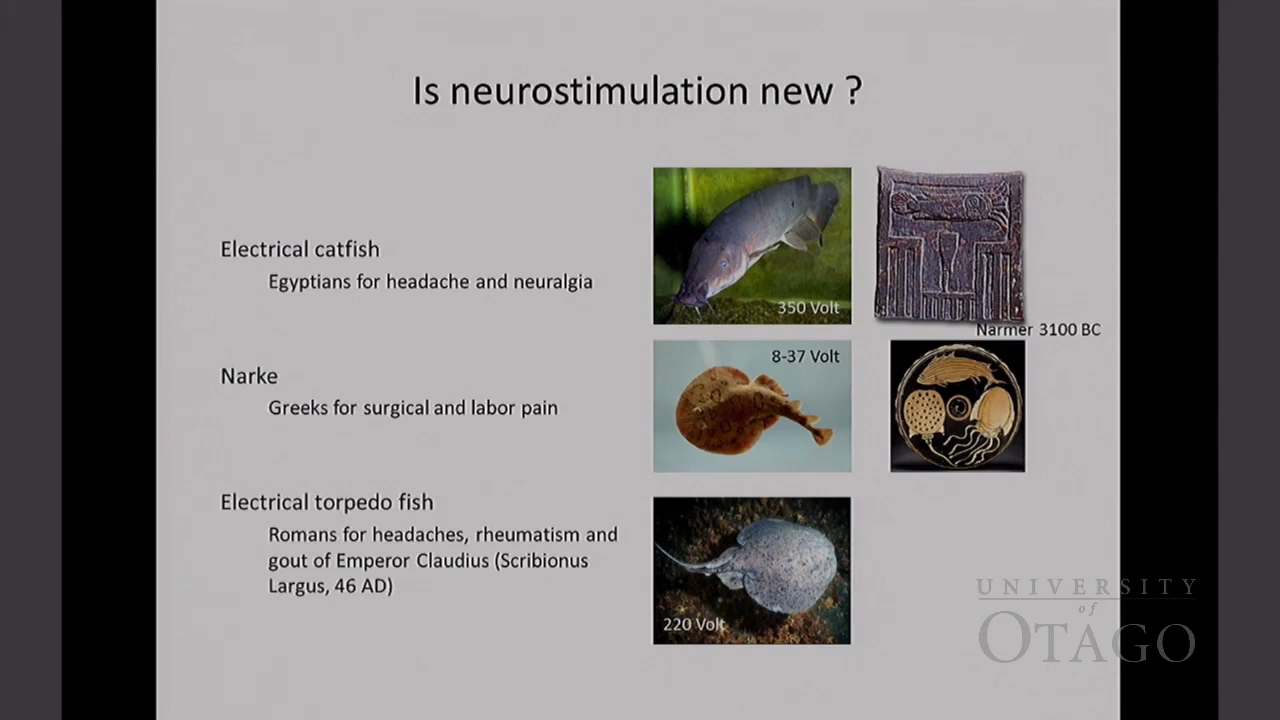 Is neurostimulation new ?
Electrical catfish
Egyptians for headache and neuralgia
350 Volt
Narmer 3100 BC
Narke
Greeks for surgical and labor pain
8-37 Volt
Electrical torpedo fish
Romans for headaches, rheumatism and
gout of Emperor Claudius (Scribionus
Largus, 46 AD)
220 Volt
UNIVERSITY
of
OTAGO